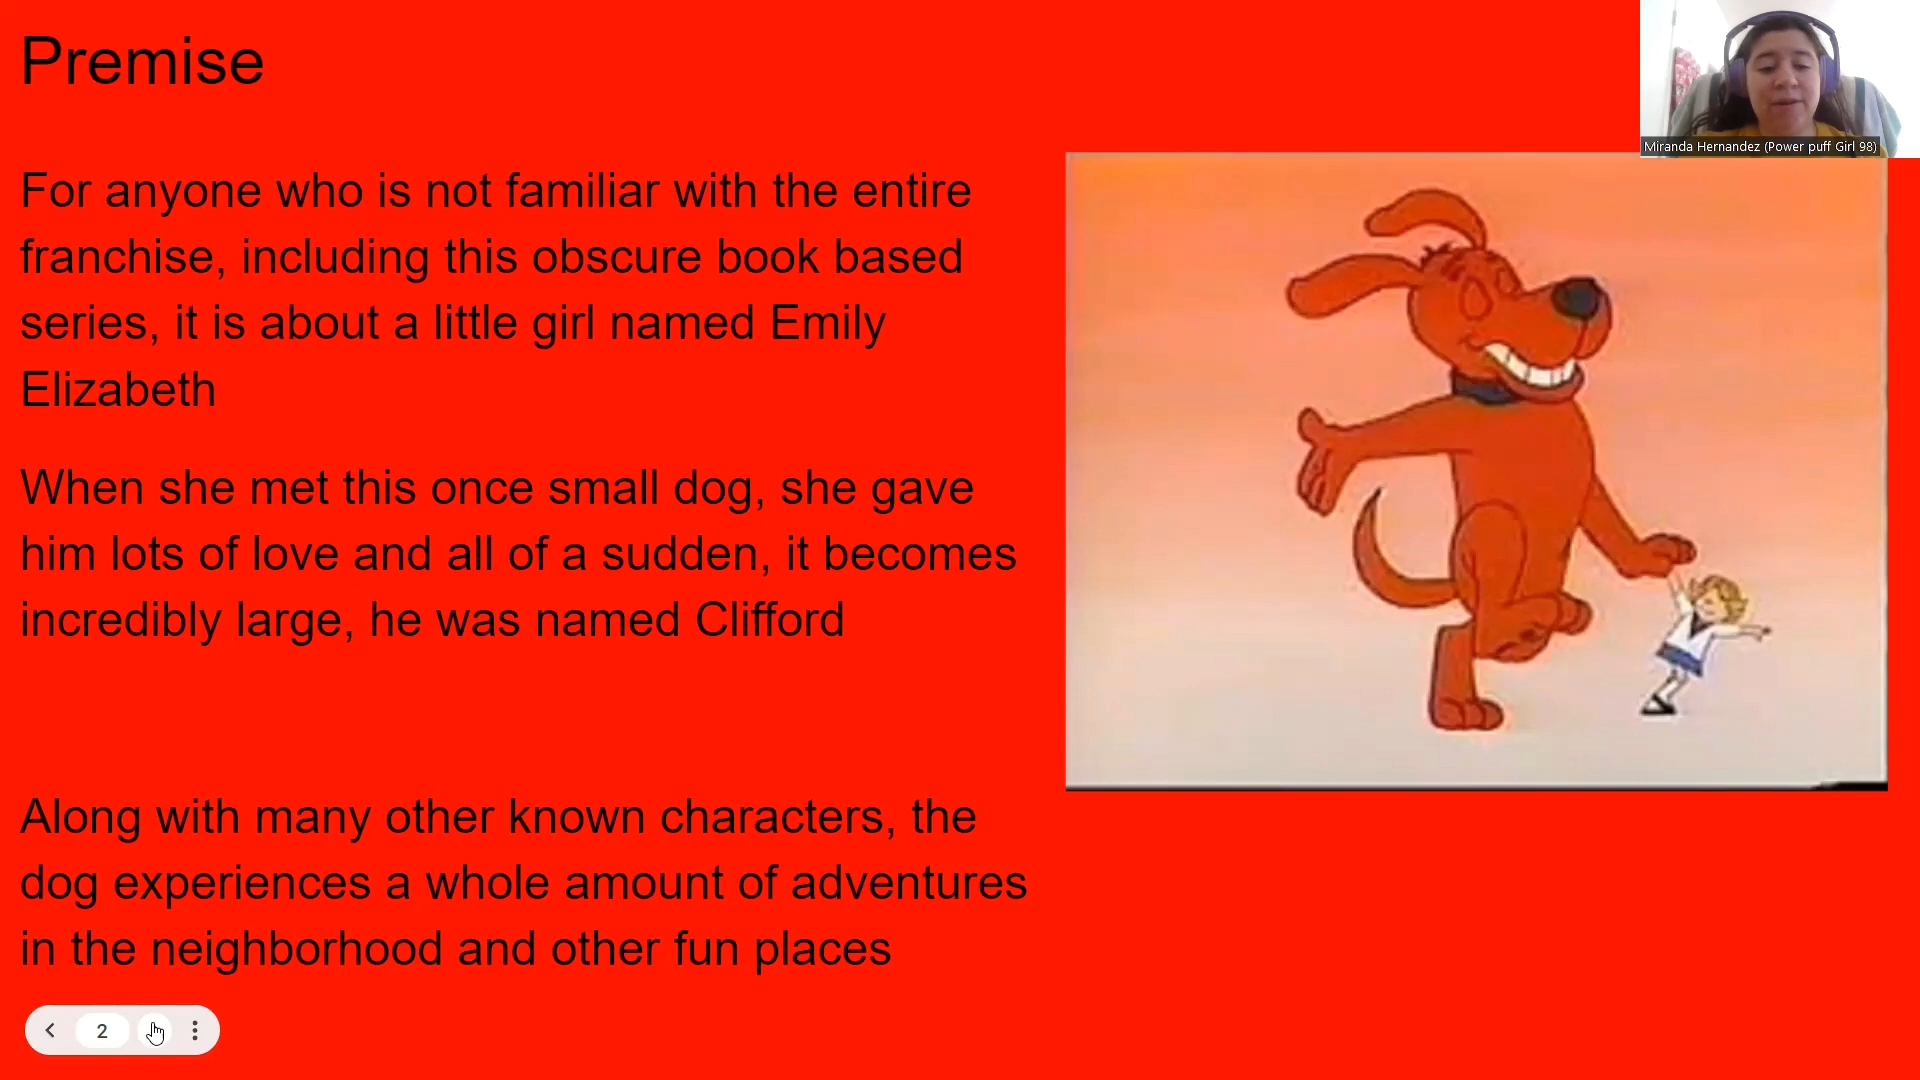 Premise
Miranda Hernandez (Power puff Girl 98)
For anyone who is not familiar with the entire
franchise, including this obscure book based
series, it is about a little girl named Emily
Elizabeth
When she met this once small dog, she gave
him lots of love and all of a sudden, it becomes
incredibly large, he was named Clifford
Along with many other known characters, the
dog experiences a whole amount of adventures
in the neighborhood and other fun places
2